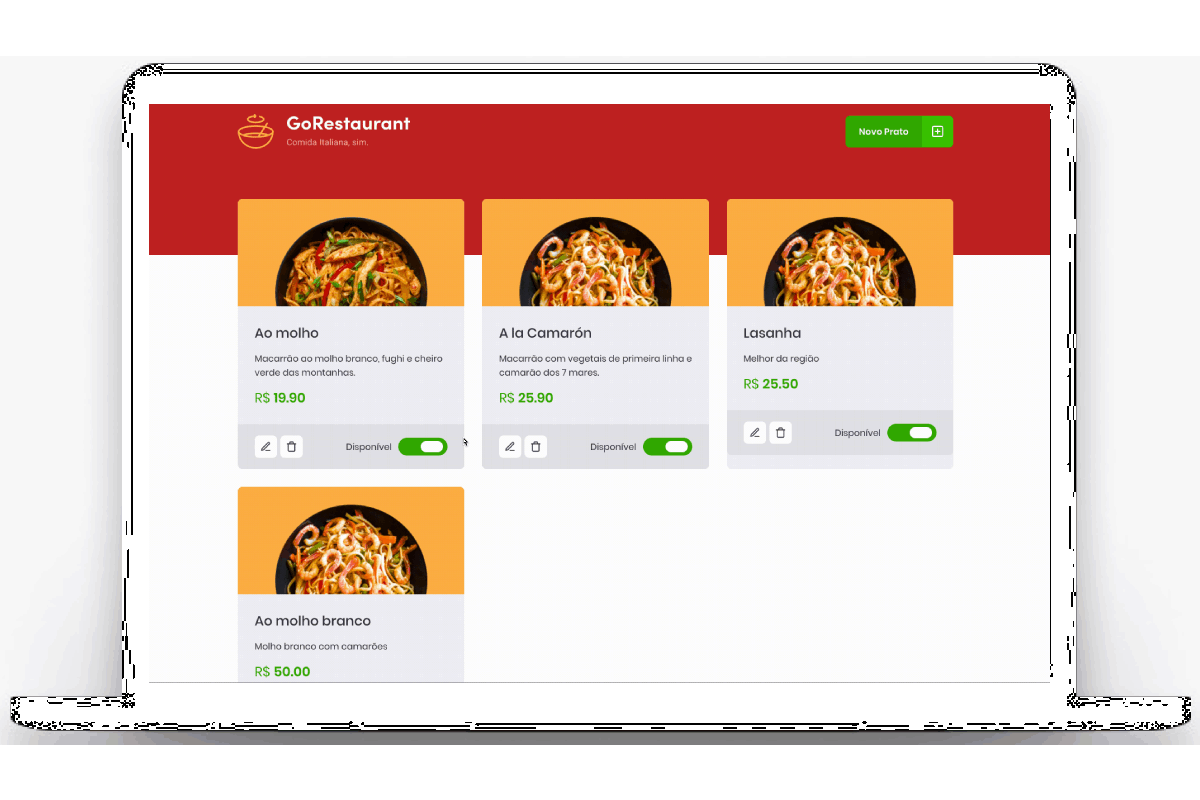 GoRestaurant
Comida Italiana, sim.
Novo Prato
Ao molho
Macarrão ao molho branco, fughi e cheiro
verde das montanhas.
R$ 19.90
Disponível
A la Camarón
Macarrão com vegetais de primeira linha e
camarão dos 7 mares.
R$ 25.90
Disponível
Lasanha
Melhor da região
R$ 25.50
Disponível
Ao molho branco
Molho branco com camarões
R$ 50.00